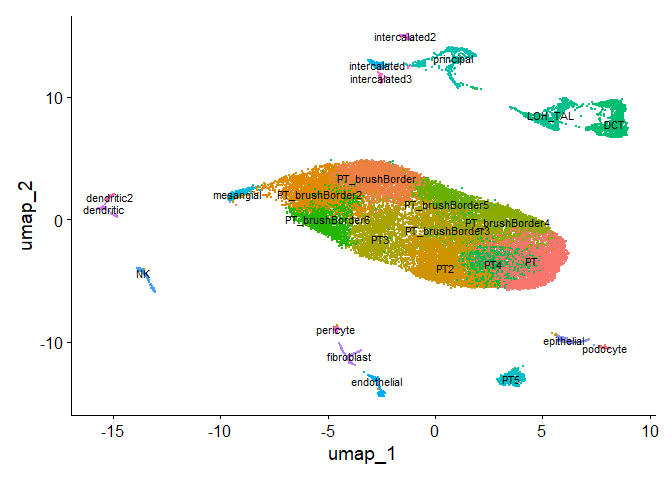 intercalated2
principal
intercalated
intercalated3
10
LOH_TAL
DCT
PT_brushBorder
mesangial
PT_brushBorder2
dendritic2
PT_brushBorder5
dendritic
0
PT_brushBorder6
PT_brushBorder4
PT_brushBorder3
PT3
umap_2
PT2
PT4
PT
NK
pericyte
-10
epithelial
podocyte
fibroblast
endothelial
PT5
-15
-10
-5
0
5
10
umap_1